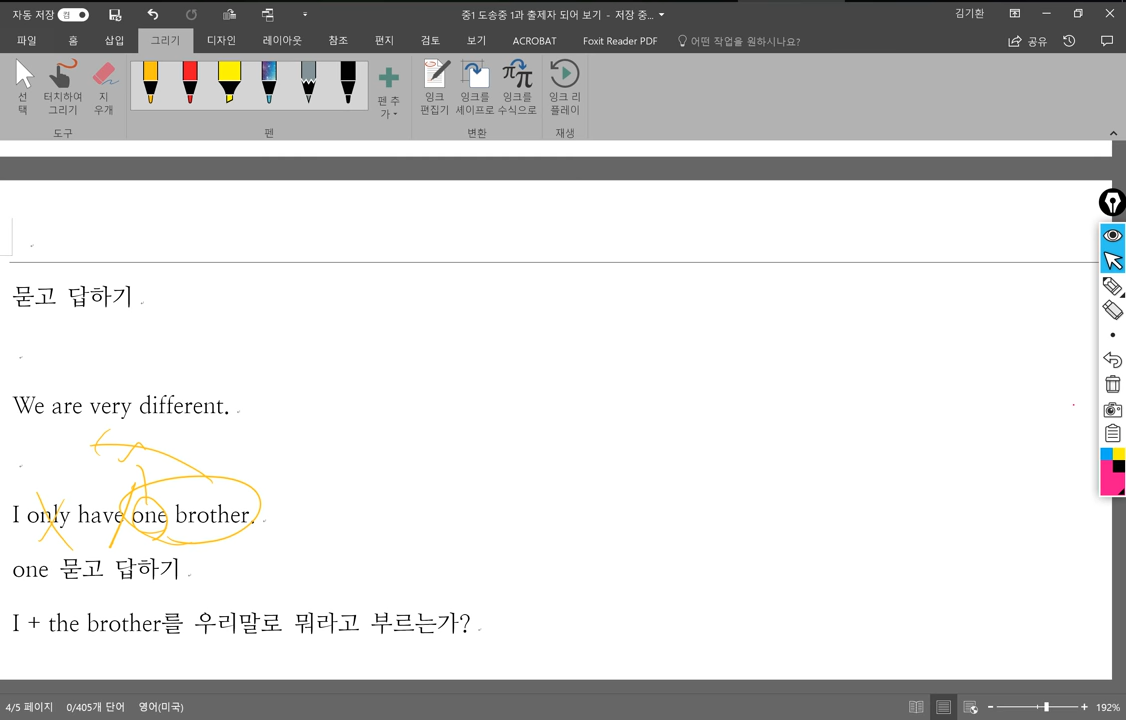 자동 저장 켬 중1 도송중 1과 출제자 되어 보기 - 저장 중... 김기환
파일 홈 삽입 그리기 디자인 레이아웃 참조 편지 검토 보기 ACROBAT Foxit Reader PDF 어떤 작업을 원하시나요? 공유
선택 터치하여 그리기 지우개 펜 추가 잉크 편집기 잉크를 셰이프로 잉크를 수식으로 잉크 리플레이
도구 펜 변환 재생
묻고 답하기
We are very different.
I only have one brother.
one 묻고 답하기
I + the brother를 우리말로 뭐라고 부르는가?
4/5 페이지 0/405개 단어 영어(미국) 192%